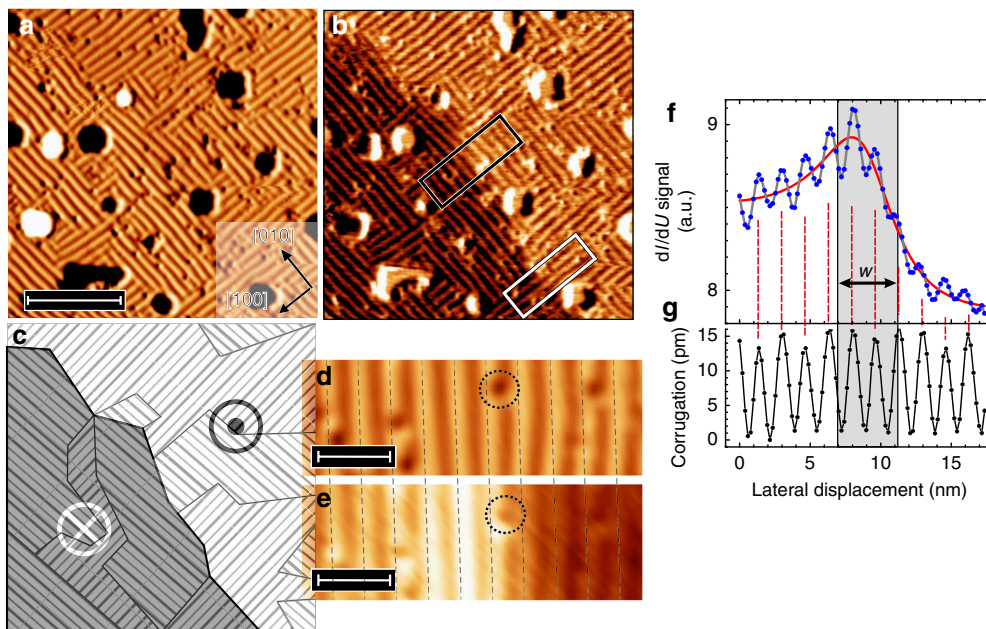 a
b
[010]
[100]
c
d
e
f
9
8
dI/dU signal
(a.u.)
w
g
Corrugation (pm)
15
10
5
0
0
5
10
15
Lateral displacement (nm)